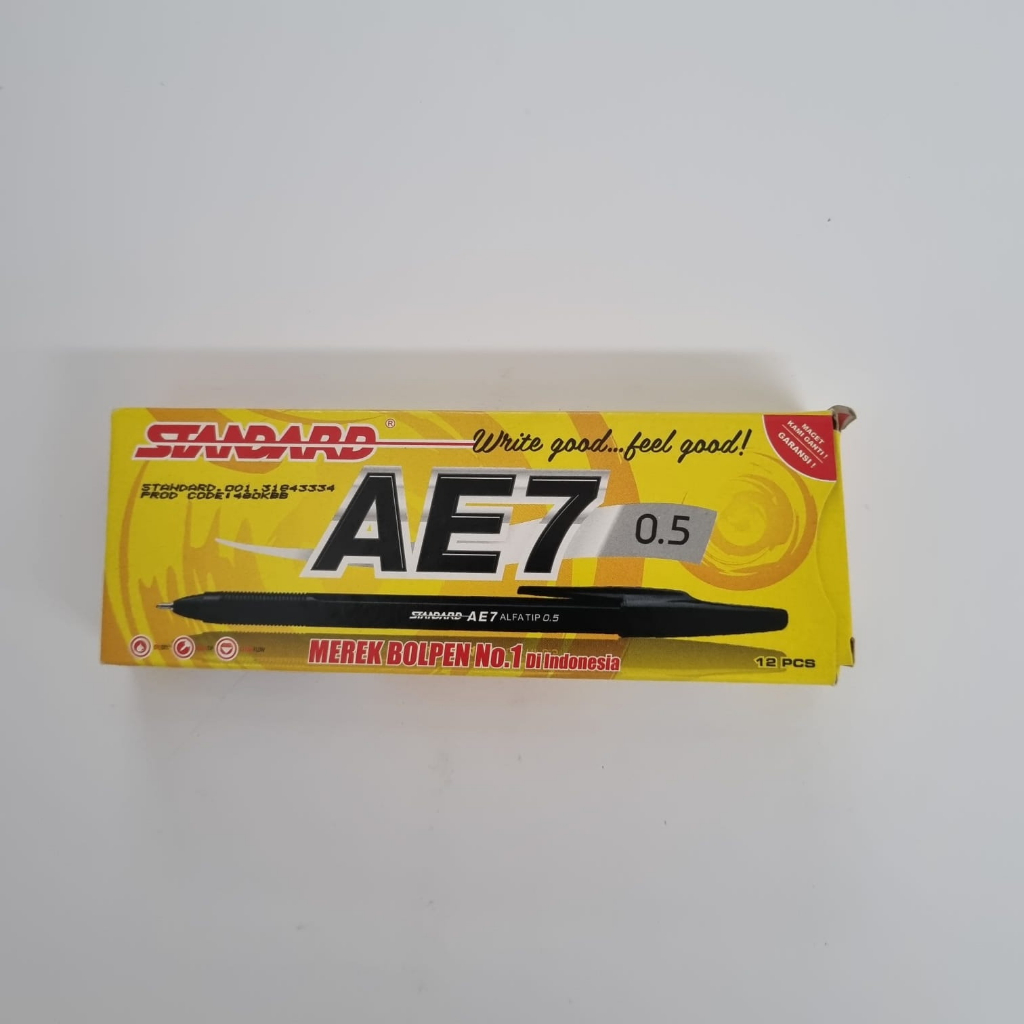 STANDARD®
Write good...feel good!
MACET
KAMI GANTI!
GARANSI!
STANDARD.001.31043334
PROD CODE:480KBB
AE7
0.5
STANDARD AE7 ALFATIP 0.5
MEREK BOLPEN No.1 Di Indonesia
12 PCS